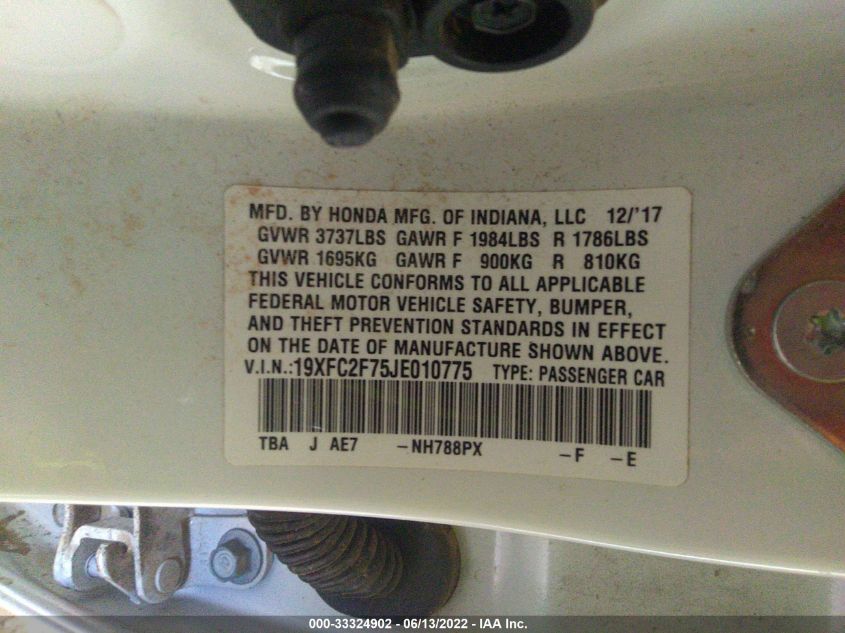 MFD. BY HONDA MFG. OF INDIANA, LLC 12/'17
GVWR 3737LBS GAWR F 1984LBS R 1786LBS
GVWR 1695KG GAWR F 900KG R 810KG
THIS VEHICLE CONFORMS TO ALL APPLICABLE
FEDERAL MOTOR VEHICLE SAFETY, BUMPER,
AND THEFT PREVENTION STANDARDS IN EFFECT
ON THE DATE OF MANUFACTURE SHOWN ABOVE.
V.I.N.:19XFC2F75JE010775 TYPE: PASSENGER CAR
TBA J AE7 -NH788PX -F -E
000-33324902 - 06/13/2022 - IAA Inc.